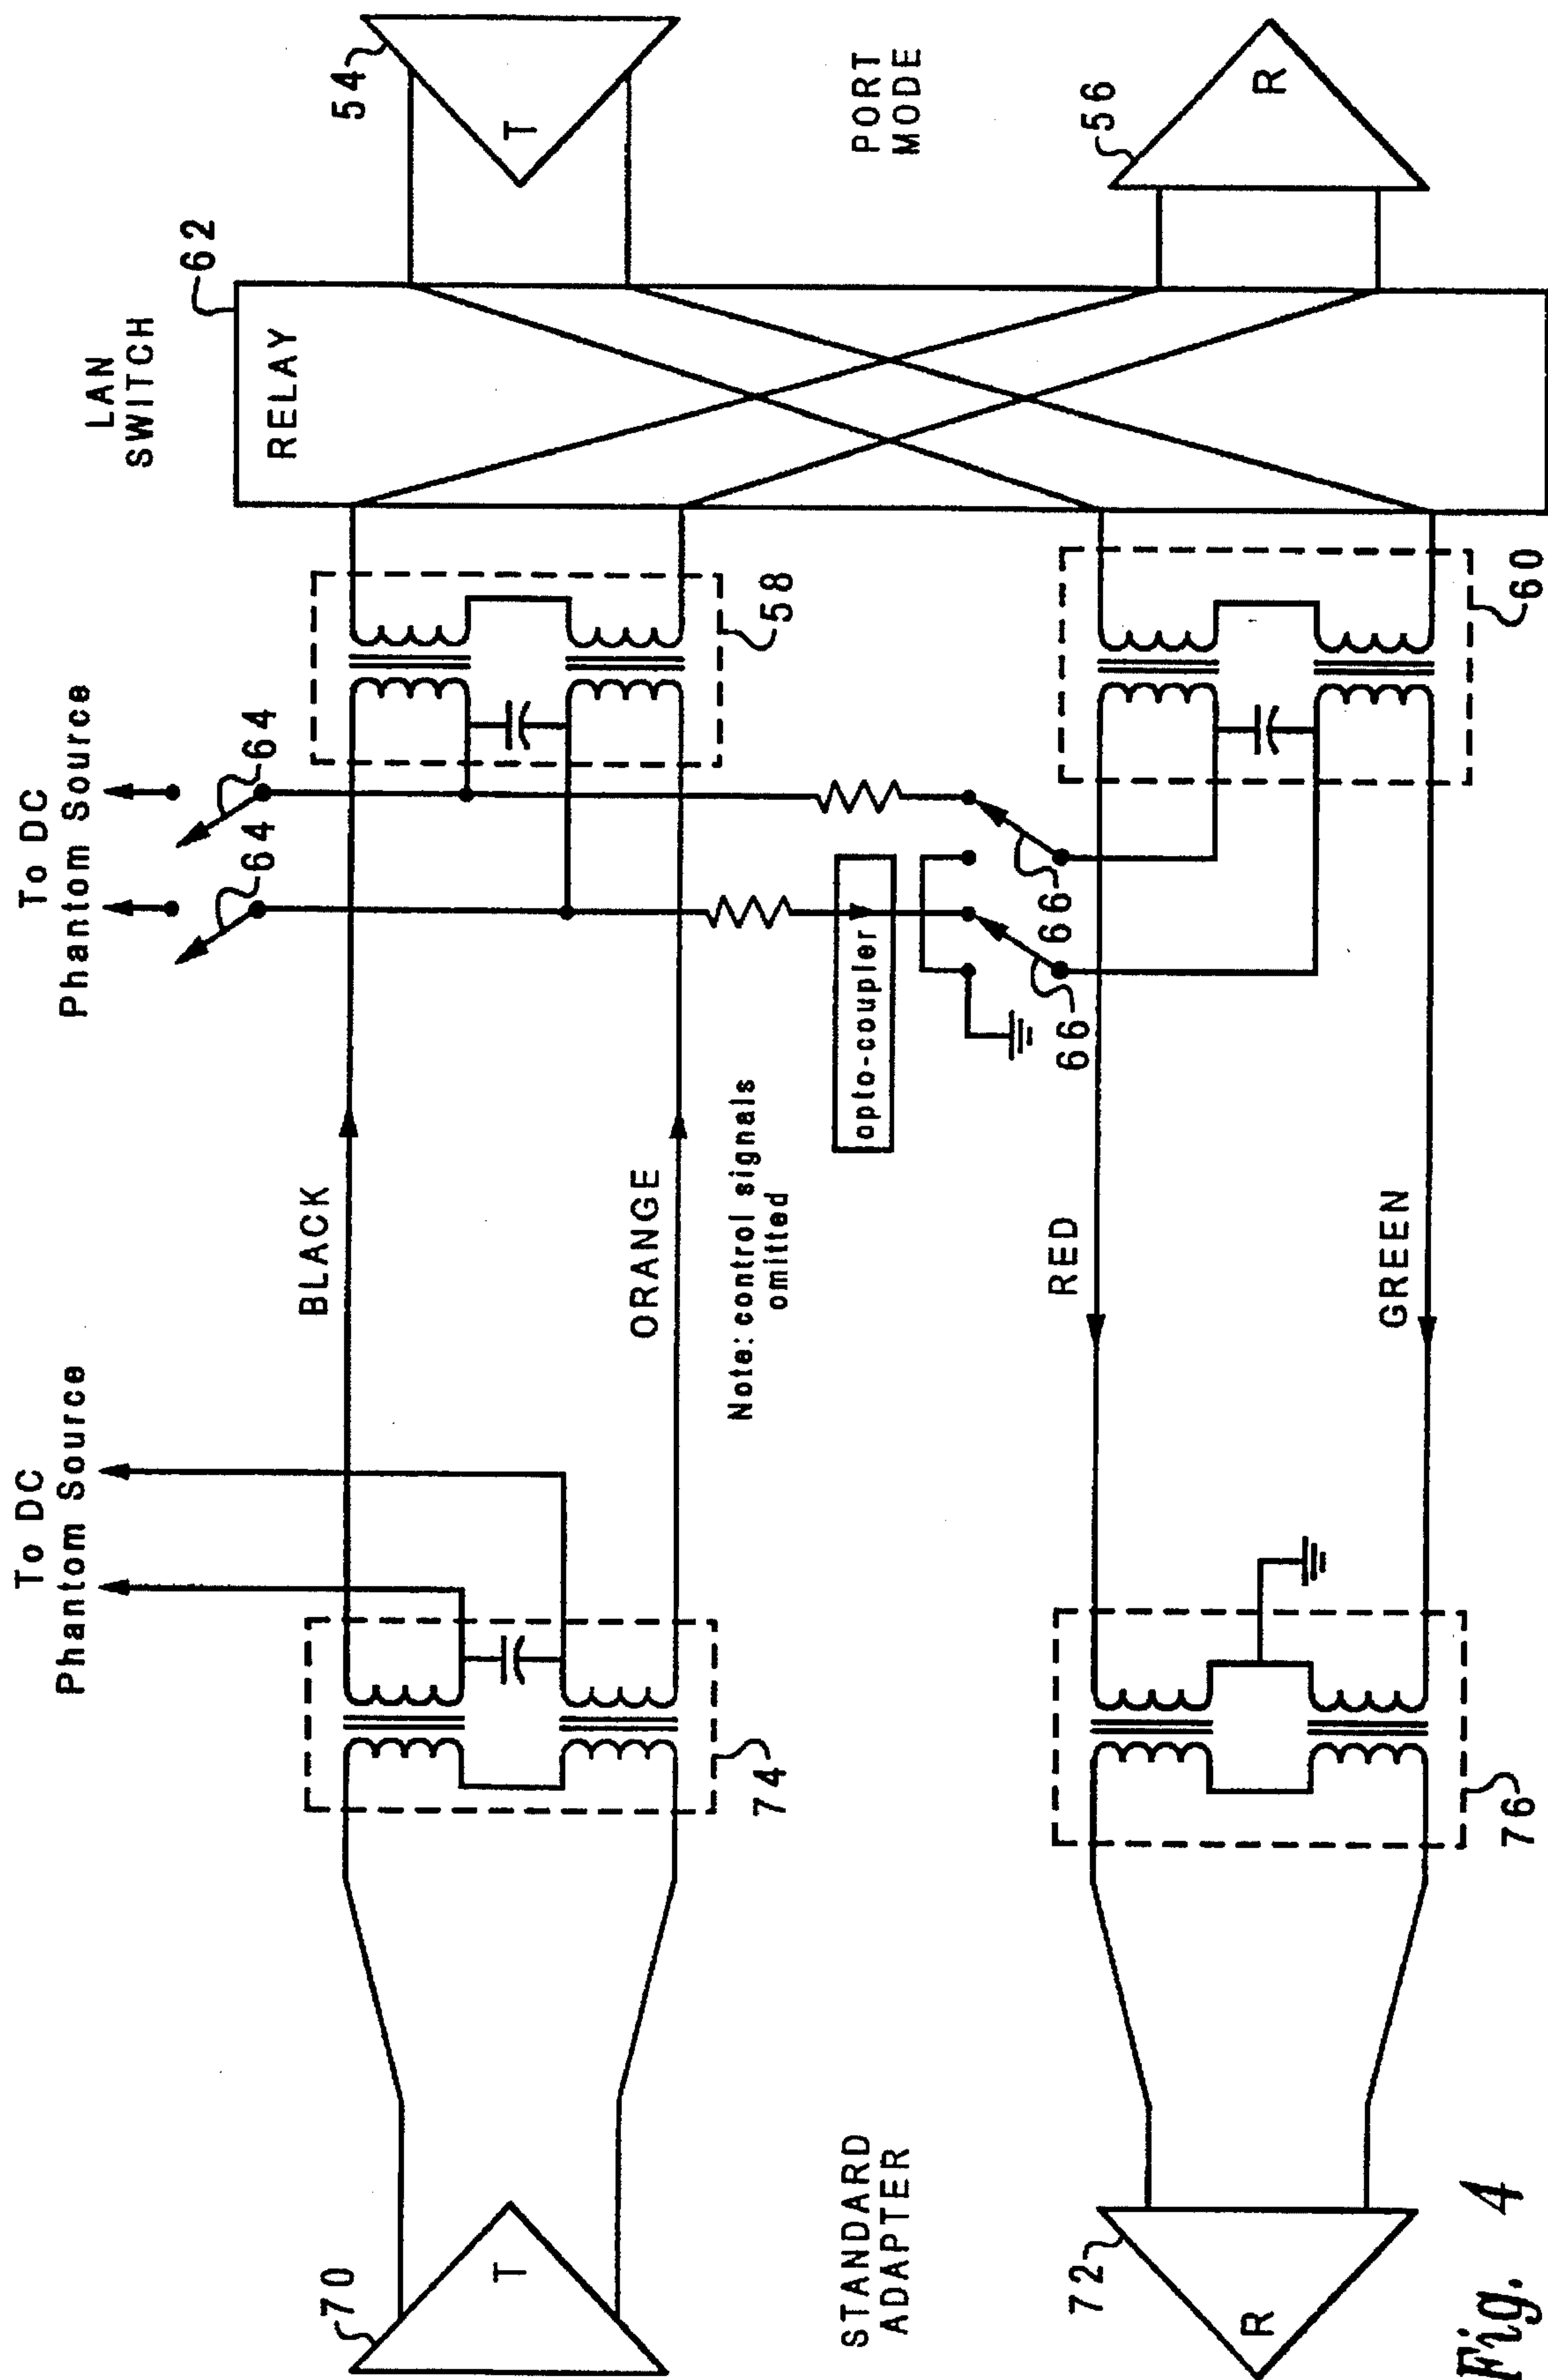 To DC
Phantom Source
To DC
Phantom Source
LAN
SWITCH
62
RELAY
54
T
PORT
MODE
56
R
64
64
58
BLACK
ORANGE
Note: control signals
omitted
opto-coupler
66
66
60
RED
GREEN
74
76
70
T
STANDARD
ADAPTER
72
R
Fig. 4